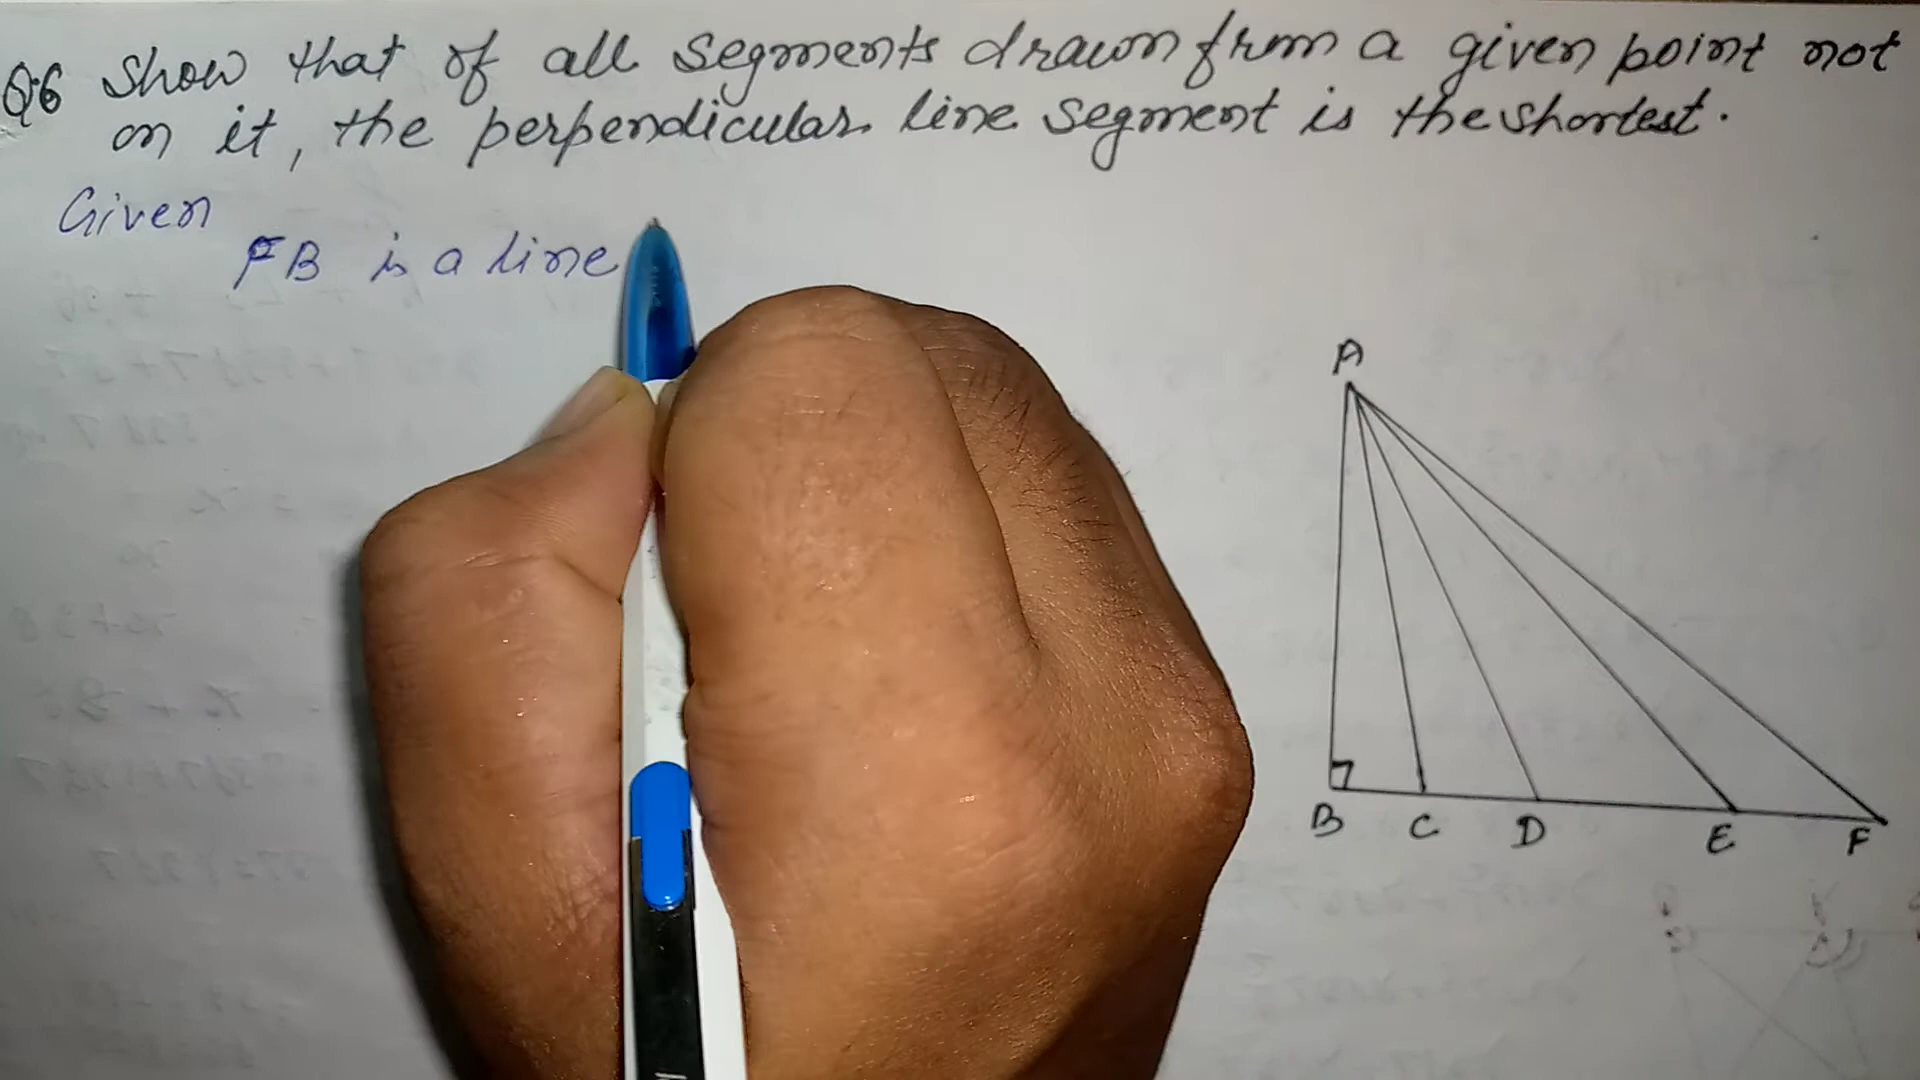 Q.6 Show that of all segments drawn from a given point not
on it, the perpendicular line segment is the shortest.
Given
FB is a line
A
B C D E F